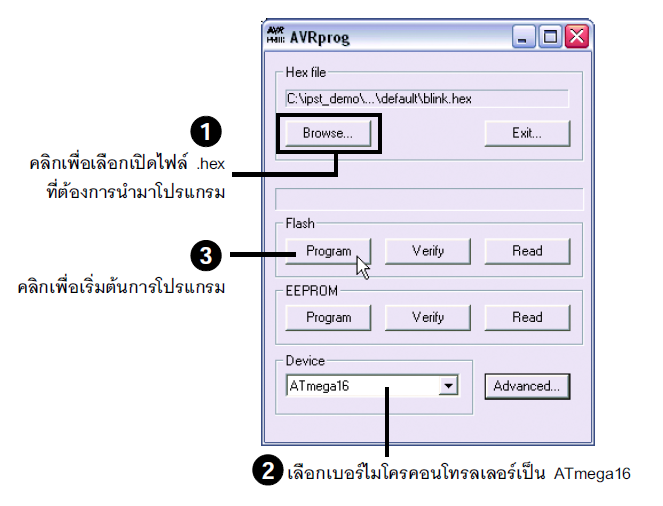 AVR
PROG AVRprog
Hex file
C:\ipst_demo\...\default\blink.hex
Browse... Exit...
1
คลิกเพื่อเลือกเปิดไฟล์ .hex
ที่ต้องการนำมาโปรแกรม
Flash
Program Verify Read
3
คลิกเพื่อเริ่มต้นการโปรแกรม
EEPROM
Program Verify Read
Device
ATmega16 Advanced...
2 เลือกเบอร์ไมโครคอนโทรลเลอร์เป็น ATmega16